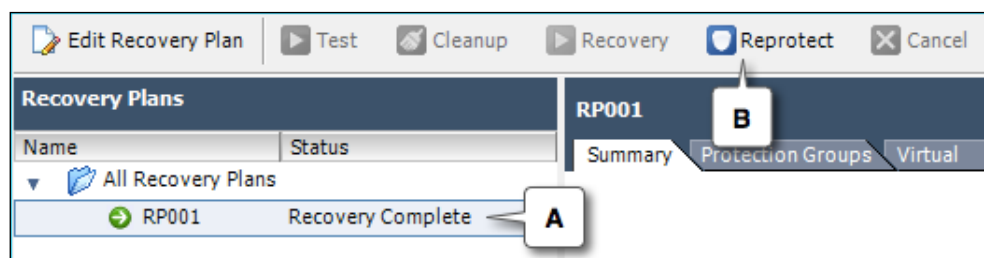 Edit Recovery Plan Test Cleanup Recovery Reprotect Cancel
Recovery Plans
RP001
B
Name Status
Summary Protection Groups Virtual
All Recovery Plans
RP001 Recovery Complete
A